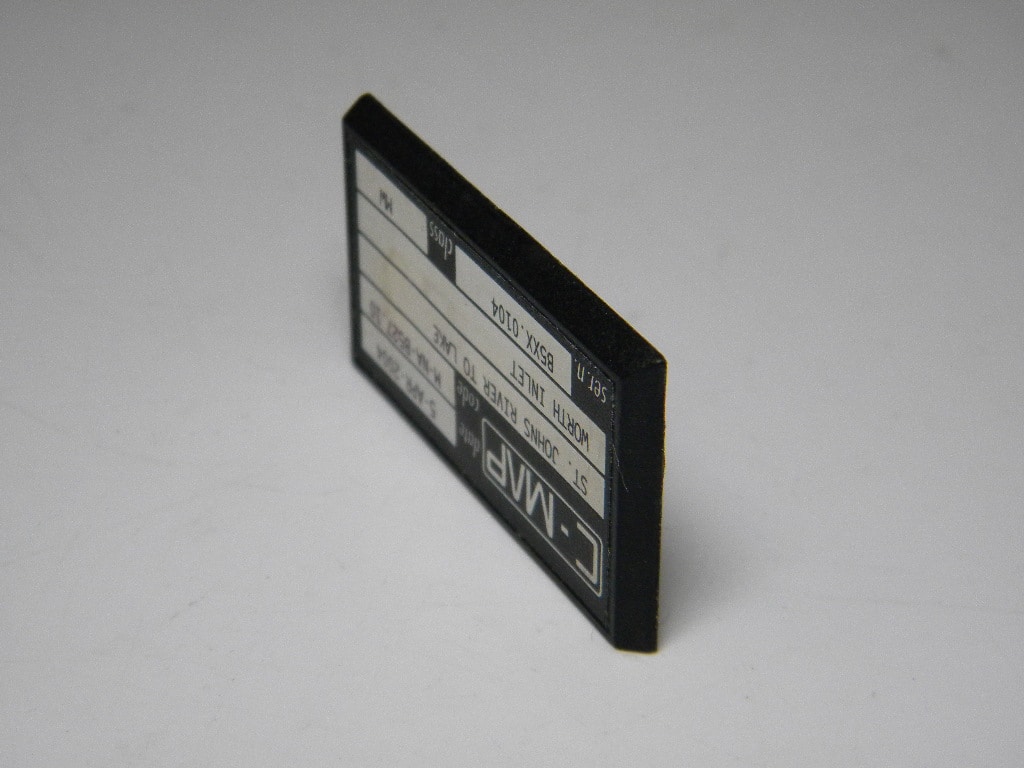 C-MAP
date 5-APR-2004
code M-NA-B527.10
ST. JOHNS RIVER TO LAKE
WORTH INLET
ser.n. B5XX.0104 class MW